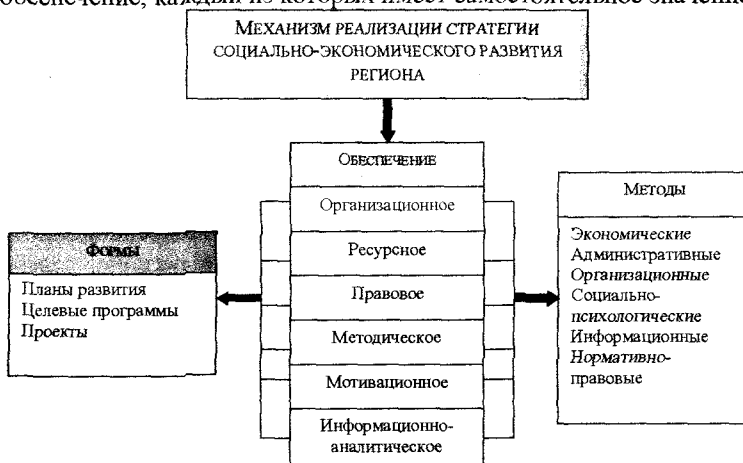 обеспечение, каждый из которых имеет самостоятельное значение
МЕХАНИЗМ РЕАЛИЗАЦИИ СТРАТЕГИИ
СОЦИАЛЬНО-ЭКОНОМИЧЕСКОГО РАЗВИТИЯ
РЕГИОНА
ОБЕСПЕЧЕНИЕ
Организационное
Ресурсное
Правовое
Методическое
Мотивационное
Информационно-
аналитическое
ФОРМЫ
Планы развития
Целевые программы
Проекты
МЕТОДЫ
Экономические
Административные
Организационные
Социально-
психологические
Информационные
Нормативно-
правовые